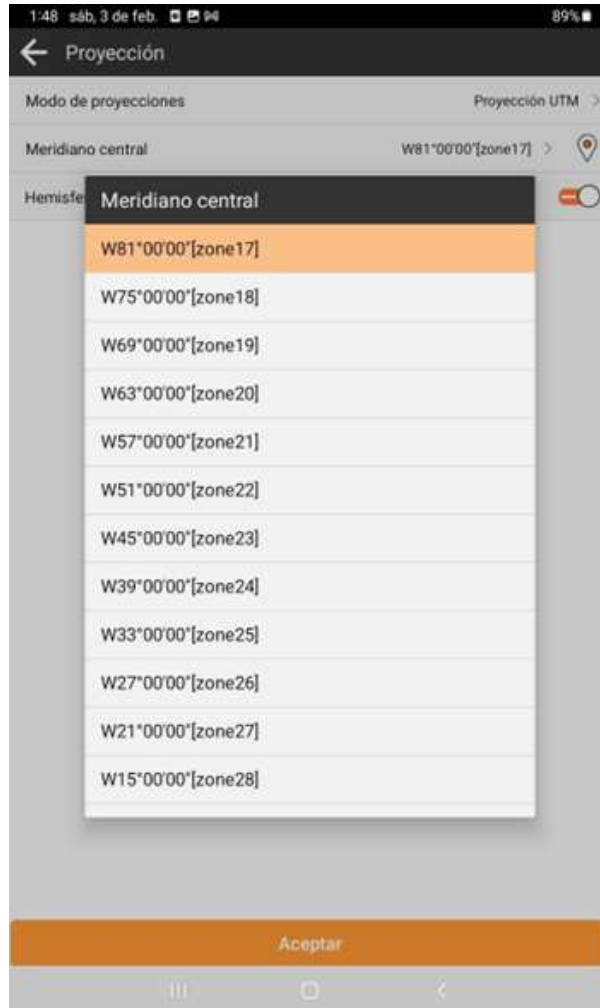 1:48 sáb, 3 de feb. 89%
Proyección
Modo de proyecciones Proyección UTM >
Meridiano central W81°00'00"[zone17] >
Hemisfe
Meridiano central
W81°00'00"[zone17]
W75°00'00"[zone18]
W69°00'00"[zone19]
W63°00'00"[zone20]
W57°00'00"[zone21]
W51°00'00"[zone22]
W45°00'00"[zone23]
W39°00'00"[zone24]
W33°00'00"[zone25]
W27°00'00"[zone26]
W21°00'00"[zone27]
W15°00'00"[zone28]
Aceptar